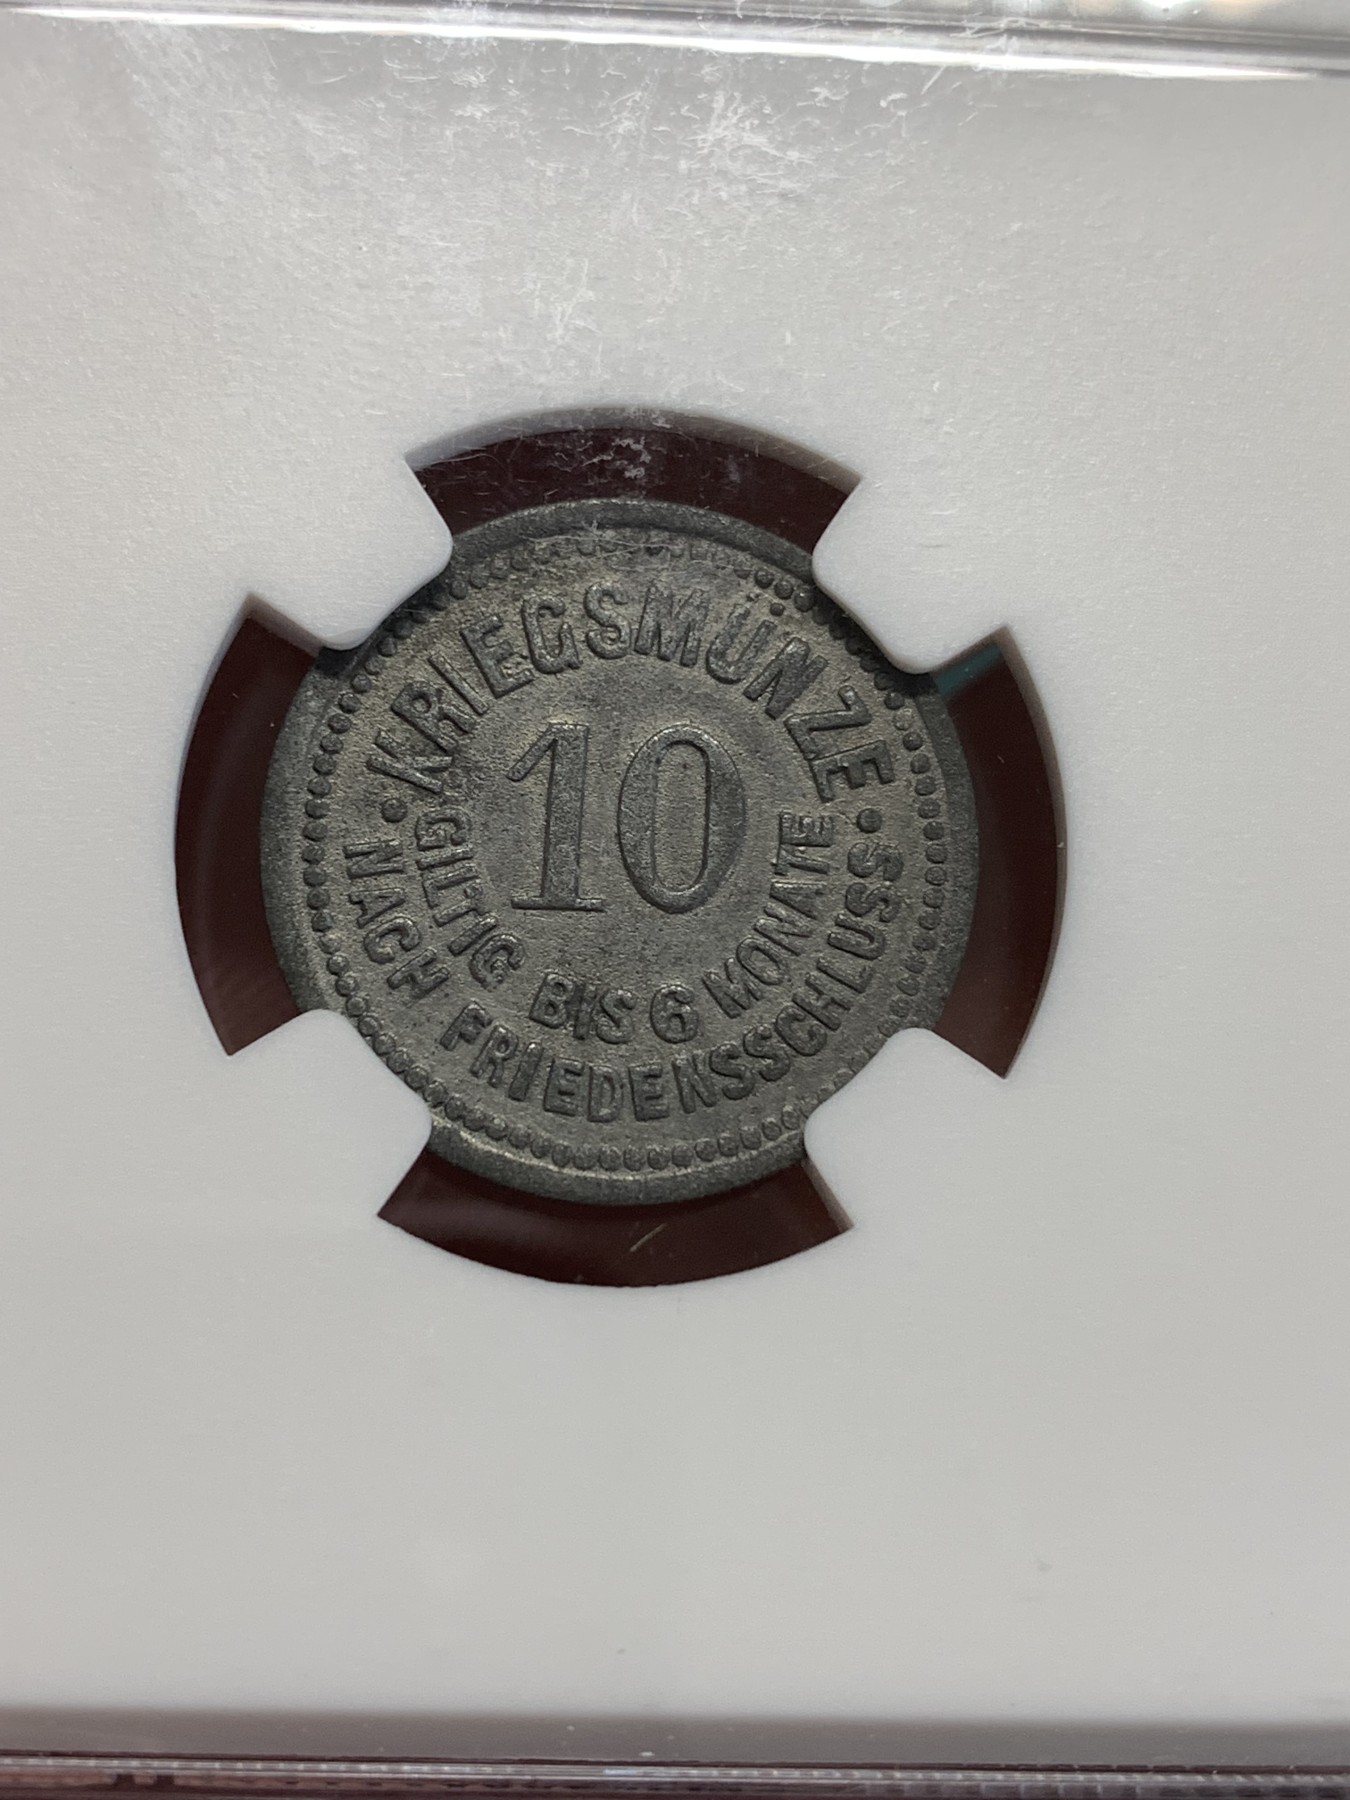 · KRIEGSMÜNZE ·
10
GILTIG BIS 6 MONATE
NACH FRIEDENSSCHLUSS